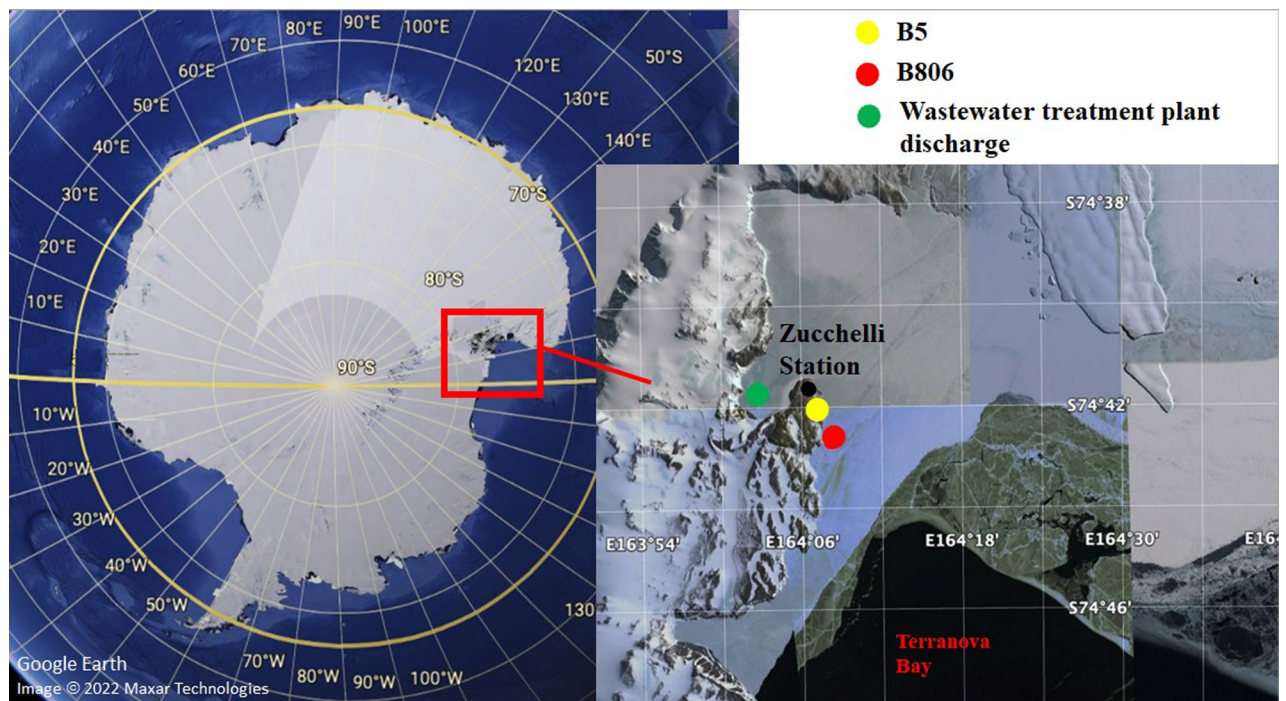 80°E 90°E 100°E
70°E
50°S
60°E
120°E
50°E
130°E
40°E
140°E
30°E
70°S
20°E
80°S
10°E
90°S
10°W
20°W
30°W
40°W
50°W
130
70°W
80°W 90°W 100°W
Google Earth
Image © 2022 Maxar Technologies
B5
B806
Wastewater treatment plant
discharge
S74°38'
Zucchelli
Station
S74°42'
E163°54' E164°06' E164°18' E164°30' E164
S74°46'
Terranova
Bay